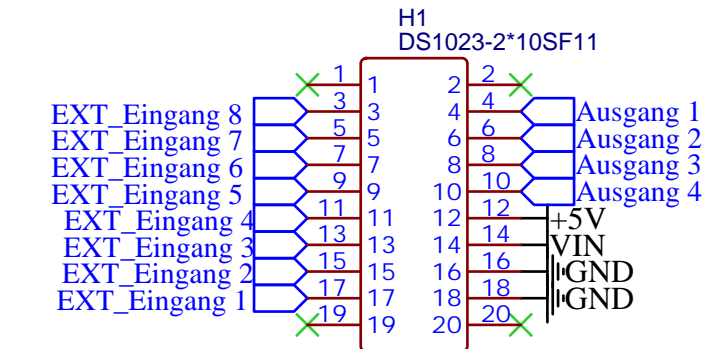 H1
DS1023-2*10SF11
1 1 2 2
EXT_Eingang 8 3 3 4 4 Ausgang 1
EXT_Eingang 7 5 5 6 6 Ausgang 2
EXT_Eingang 6 7 7 8 8 Ausgang 3
EXT_Eingang 5 9 9 10 10 Ausgang 4
EXT_Eingang 4 11 11 12 12 +5V
EXT_Eingang 3 13 13 14 14 VIN
EXT_Eingang 2 15 15 16 16 GND
EXT_Eingang 1 17 17 18 18 GND
19 19 20 20